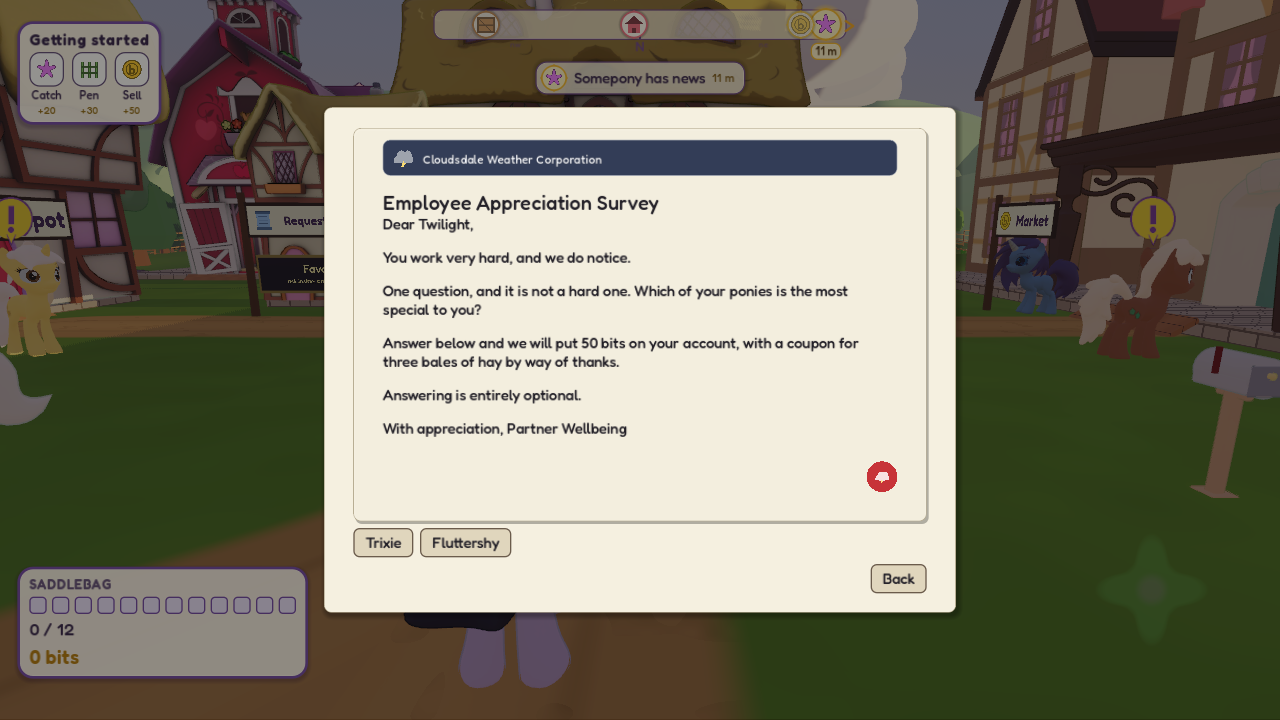 Getting started
Catch
Pen
Sell
+20
+30
+50
N
11 m
Somepony has news 11 m
pot
Request
Favo
Market
Cloudsdale Weather Corporation
Employee Appreciation Survey
Dear Twilight,
You work very hard, and we do notice.
One question, and it is not a hard one. Which of your ponies is the most
special to you?
Answer below and we will put 50 bits on your account, with a coupon for
three bales of hay by way of thanks.
Answering is entirely optional.
With appreciation, Partner Wellbeing
Trixie
Fluttershy
Back
SADDLEBAG
0 / 12
0 bits